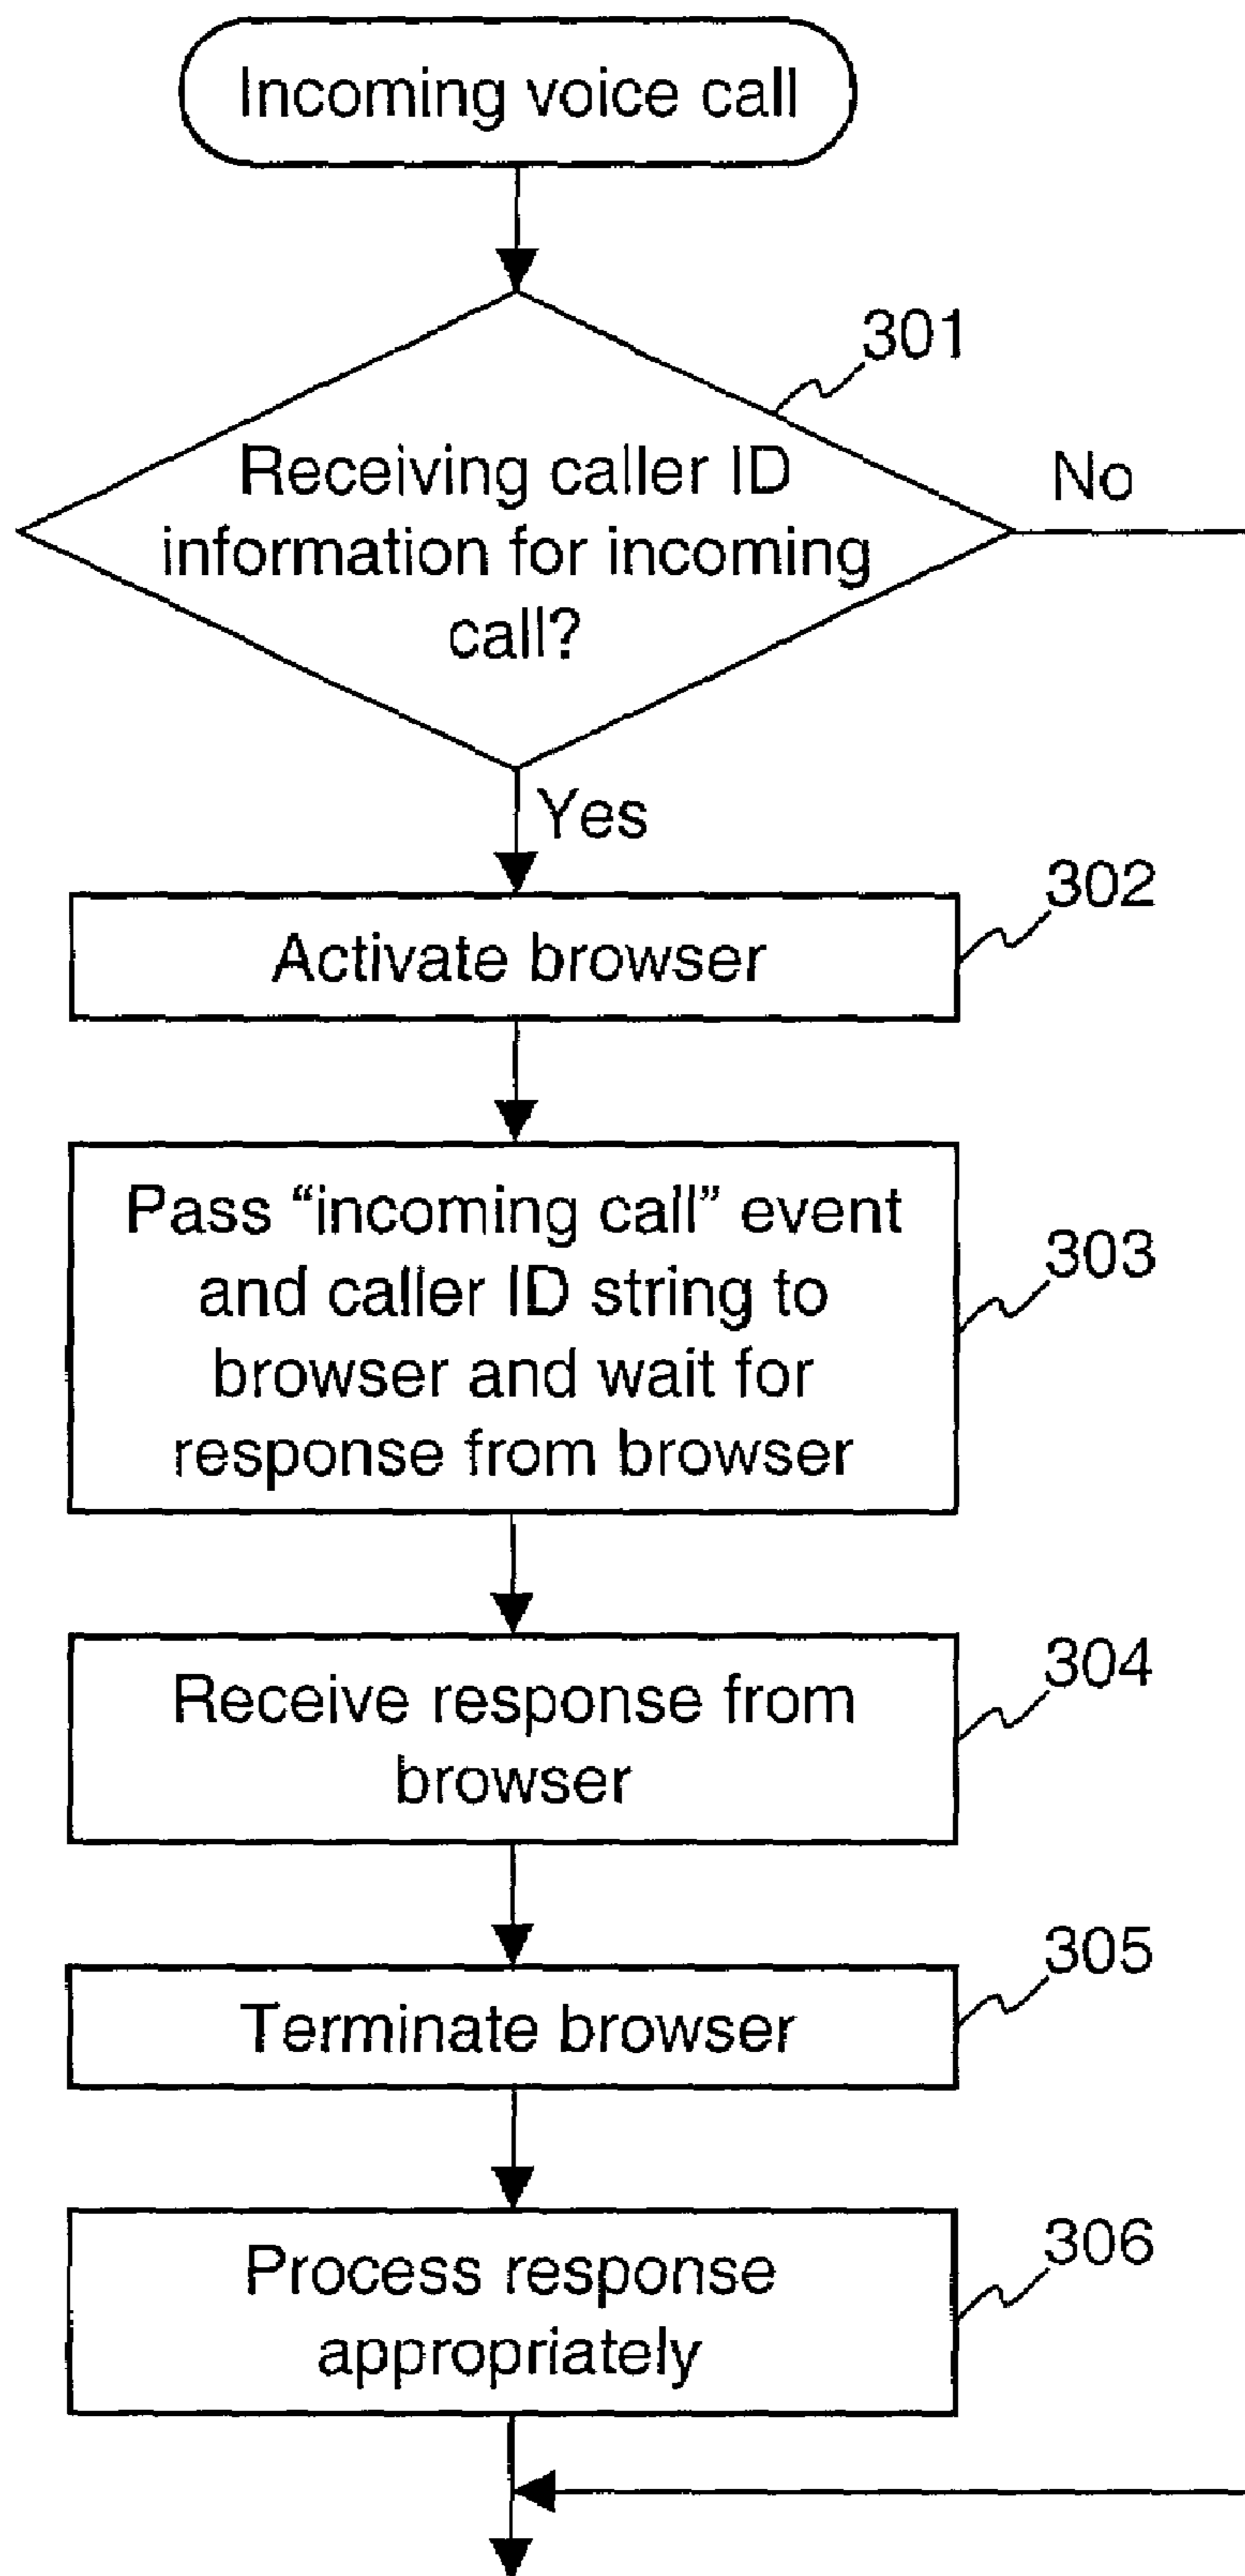 Incoming voice call
301
Receiving caller ID
information for incoming
call?
No
Yes
302
Activate browser
303
Pass “incoming call” event
and caller ID string to
browser and wait for
response from browser
304
Receive response from
browser
305
Terminate browser
306
Process response
appropriately